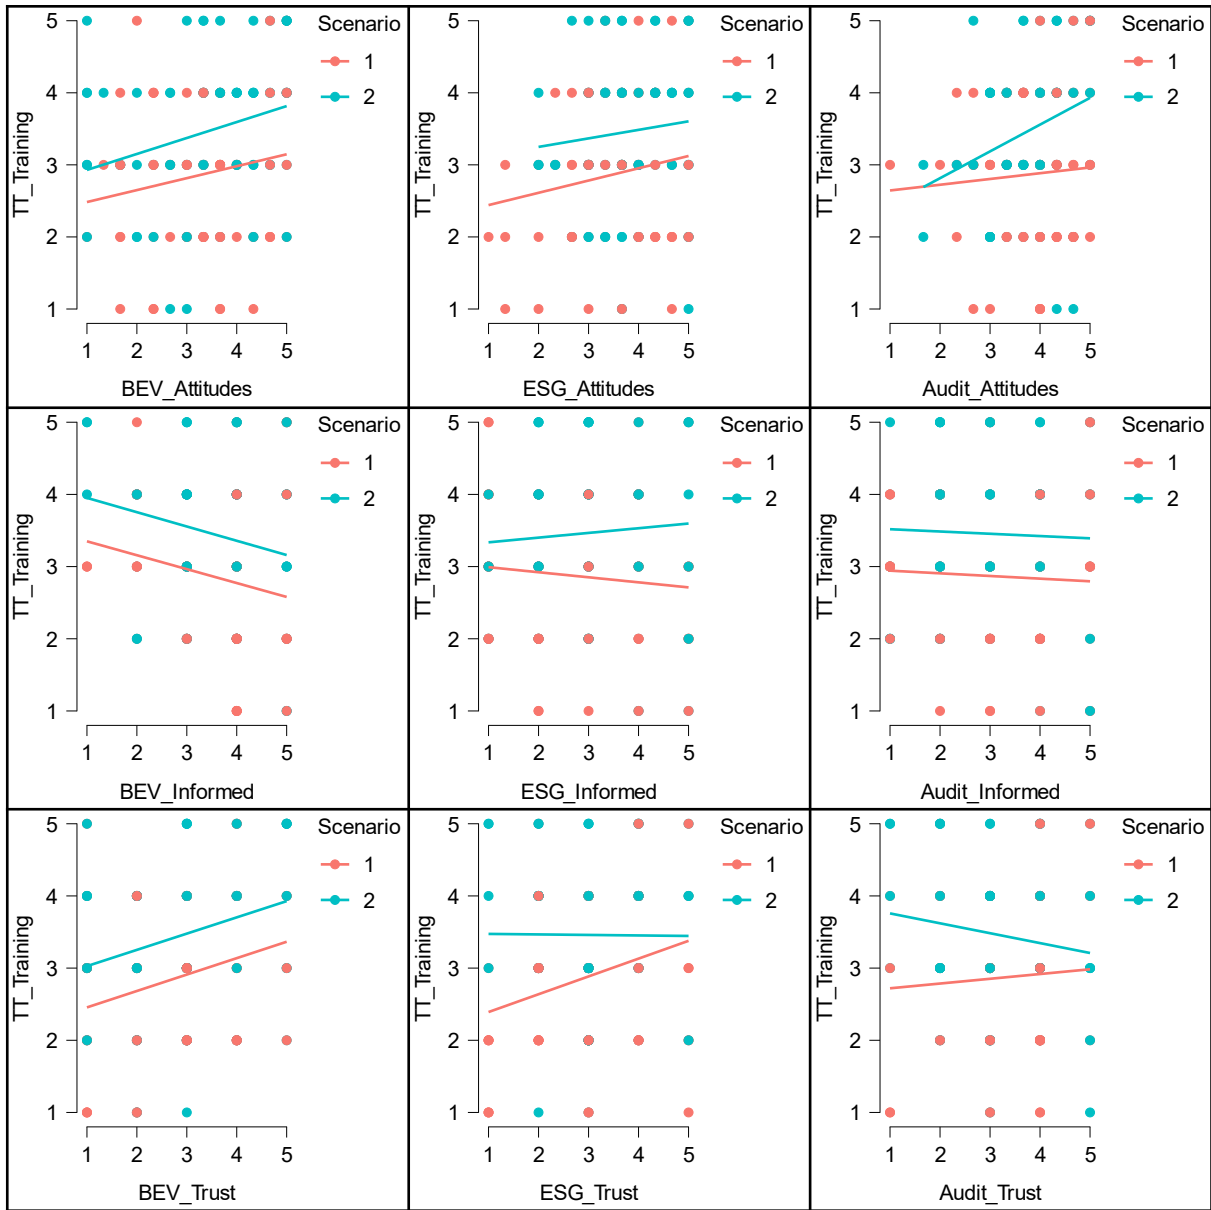 Scenario
1
2
5
4
3
2
1
TT_Training
1 2 3 4 5
BEV_Attitudes
Scenario
1
2
5
4
3
2
1
TT_Training
1 2 3 4 5
ESG_Attitudes
Scenario
1
2
5
4
3
2
1
TT_Training
1 2 3 4 5
Audit_Attitudes
Scenario
1
2
5
4
3
2
1
TT_Training
1 2 3 4 5
BEV_Informed
Scenario
1
2
5
4
3
2
1
TT_Training
1 2 3 4 5
ESG_Informed
Scenario
1
2
5
4
3
2
1
TT_Training
1 2 3 4 5
Audit_Informed
Scenario
1
2
5
4
3
2
1
TT_Training
1 2 3 4 5
BEV_Trust
Scenario
1
2
5
4
3
2
1
TT_Training
1 2 3 4 5
ESG_Trust
Scenario
1
2
5
4
3
2
1
TT_Training
1 2 3 4 5
Audit_Trust